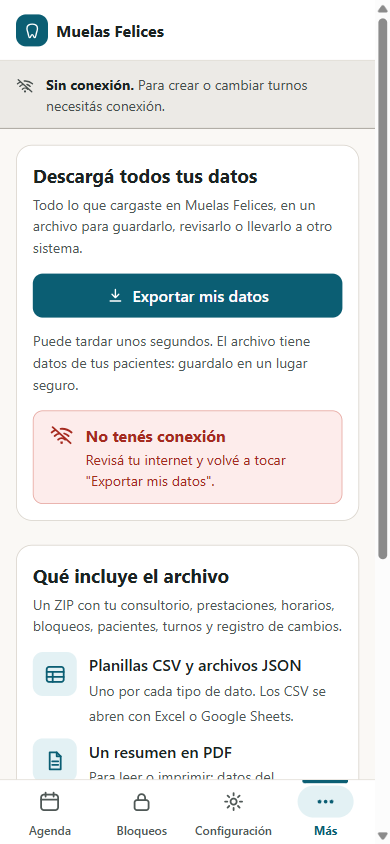 Muelas Felices
Sin conexión. Para crear o cambiar turnos
necesitás conexión.
Descargá todos tus datos
Todo lo que cargaste en Muelas Felices, en un
archivo para guardarlo, revisarlo o llevarlo a otro
sistema.
Exportar mis datos
Puede tardar unos segundos. El archivo tiene
datos de tus pacientes: guardalo en un lugar
seguro.
No tenés conexión
Revisá tu internet y volvé a tocar
"Exportar mis datos".
Qué incluye el archivo
Un ZIP con tu consultorio, prestaciones, horarios,
bloqueos, pacientes, turnos y registro de cambios.
Planillas CSV y archivos JSON
Uno por cada tipo de dato. Los CSV se
abren con Excel o Google Sheets.
Un resumen en PDF
Para leer o imprimir: datos del
Agenda
Bloqueos
Configuración
Más